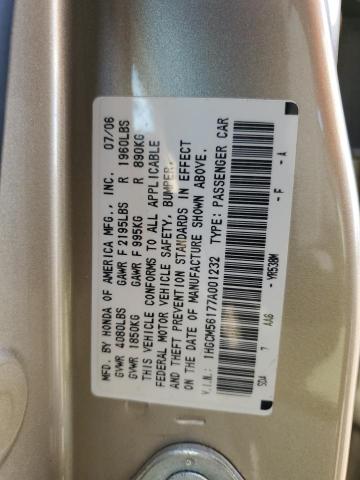 MFD. BY HONDA OF AMERICA MFG., INC. 07/06
GVWR 4080LBS GAWR F 2195LBS R 1960LBS
GVWR 1850KG GAWR F 995KG R 890KG
THIS VEHICLE CONFORMS TO ALL APPLICABLE
FEDERAL MOTOR VEHICLE SAFETY, BUMPER,
AND THEFT PREVENTION STANDARDS IN EFFECT
ON THE DATE OF MANUFACTURE SHOWN ABOVE.
V.I.N.: 1HGCM56177A001232 TYPE: PASSENGER CAR
SDA 7 AAG - YR538M - F - A